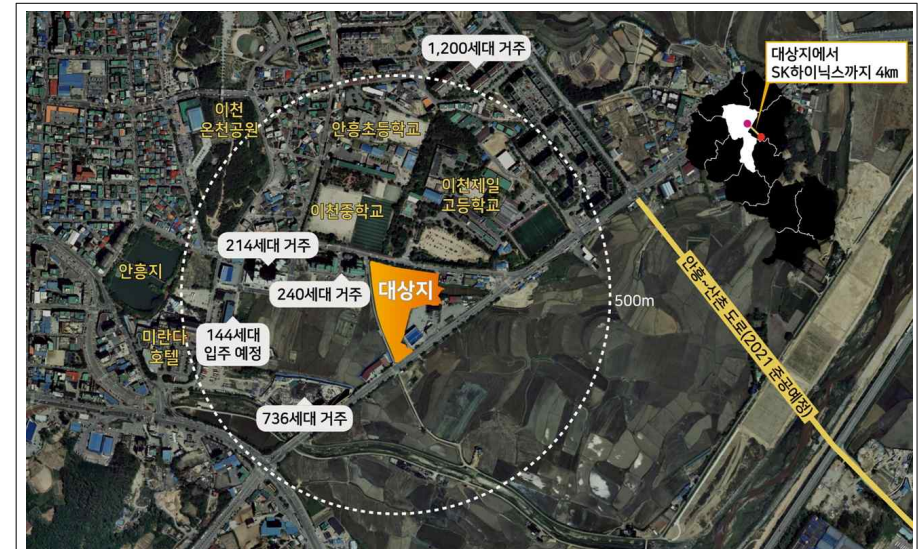 1,200세대 거주
대상지에서
SK하이닉스까지 4㎞
이천
온천공원
안흥초등학교
이천제일
고등학교
이천중학교
214세대 거주
안흥지
240세대 거주
대상지
500m
안흥~산촌 도로(2021 준공예정)
144세대
입주 예정
미란다
호텔
736세대 거주